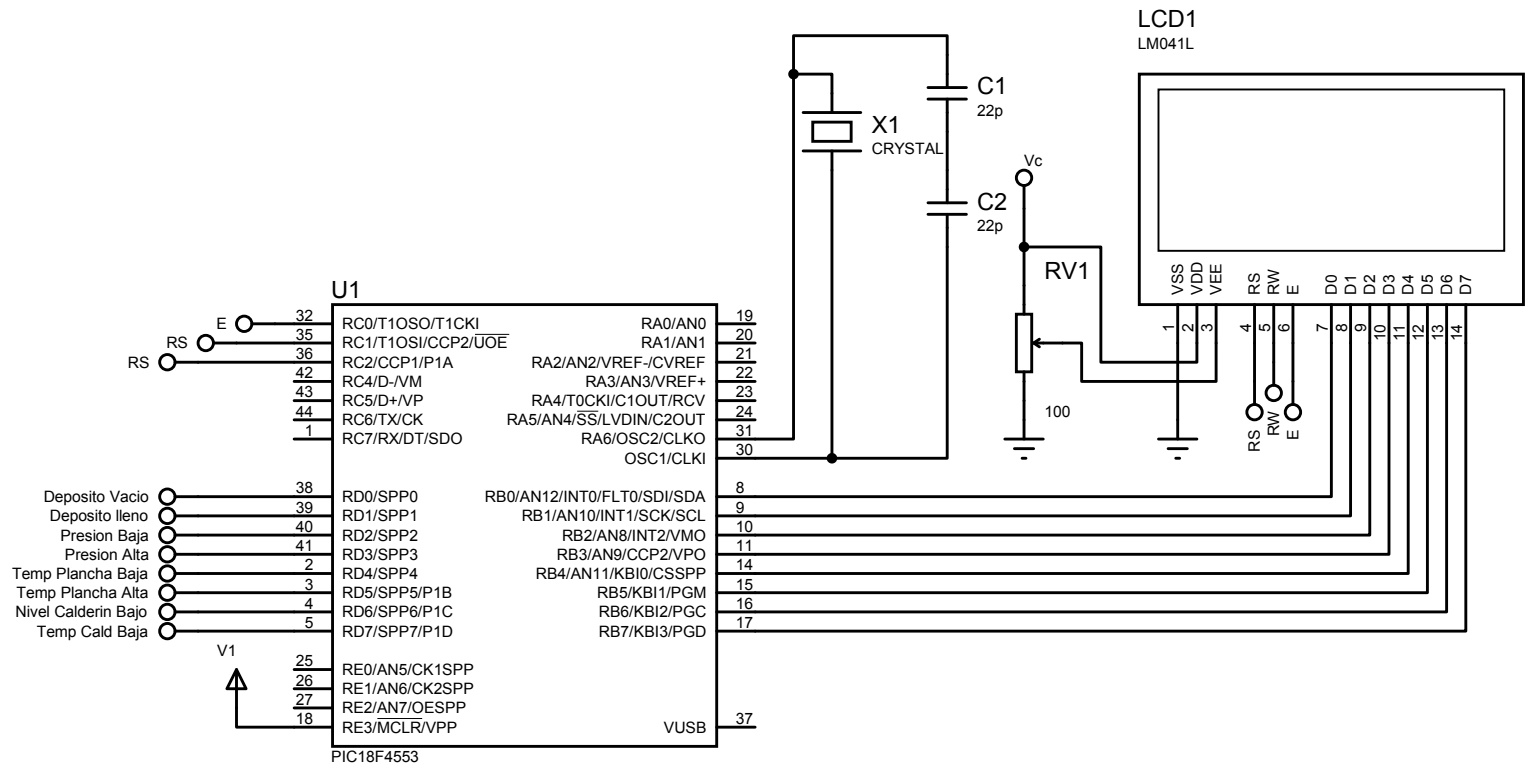 LCD1
LM041L
C1
22p
X1
CRYSTAL
Vc
C2
22p
RV1
100
VSS
VDD
VEE
RS
RW
E
D0
D1
D2
D3
D4
D5
D6
D7
1
2
3
4
5
6
7
8
9
10
11
12
13
14
RS
RW
E
U1
E 32 RC0/T1OSO/T1CKI RA0/AN0 19
RS 35 RC1/T1OSI/CCP2/UOE RA1/AN1 20
RS 36 RC2/CCP1/P1A RA2/AN2/VREF-/CVREF 21
42 RC4/D-/VM RA3/AN3/VREF+ 22
43 RC5/D+/VP RA4/T0CKI/C1OUT/RCV 23
44 RC6/TX/CK RA5/AN4/SS/LVDIN/C2OUT 24
1 RC7/RX/DT/SDO RA6/OSC2/CLKO 31
OSC1/CLKI 30
Deposito Vacio 38 RD0/SPP0 RB0/AN12/INT0/FLT0/SDI/SDA 8
Deposito lleno 39 RD1/SPP1 RB1/AN10/INT1/SCK/SCL 9
Presion Baja 40 RD2/SPP2 RB2/AN8/INT2/VMO 10
Presion Alta 41 RD3/SPP3 RB3/AN9/CCP2/VPO 11
Temp Plancha Baja 2 RD4/SPP4 RB4/AN11/KBI0/CSSPP 14
Temp Plancha Alta 3 RD5/SPP5/P1B RB5/KBI1/PGM 15
Nivel Calderin Bajo 4 RD6/SPP6/P1C RB6/KBI2/PGC 16
Temp Cald Baja 5 RD7/SPP7/P1D RB7/KBI3/PGD 17
V1
25 RE0/AN5/CK1SPP
26 RE1/AN6/CK2SPP
27 RE2/AN7/OESPP
18 RE3/MCLR/VPP VUSB 37
PIC18F4553